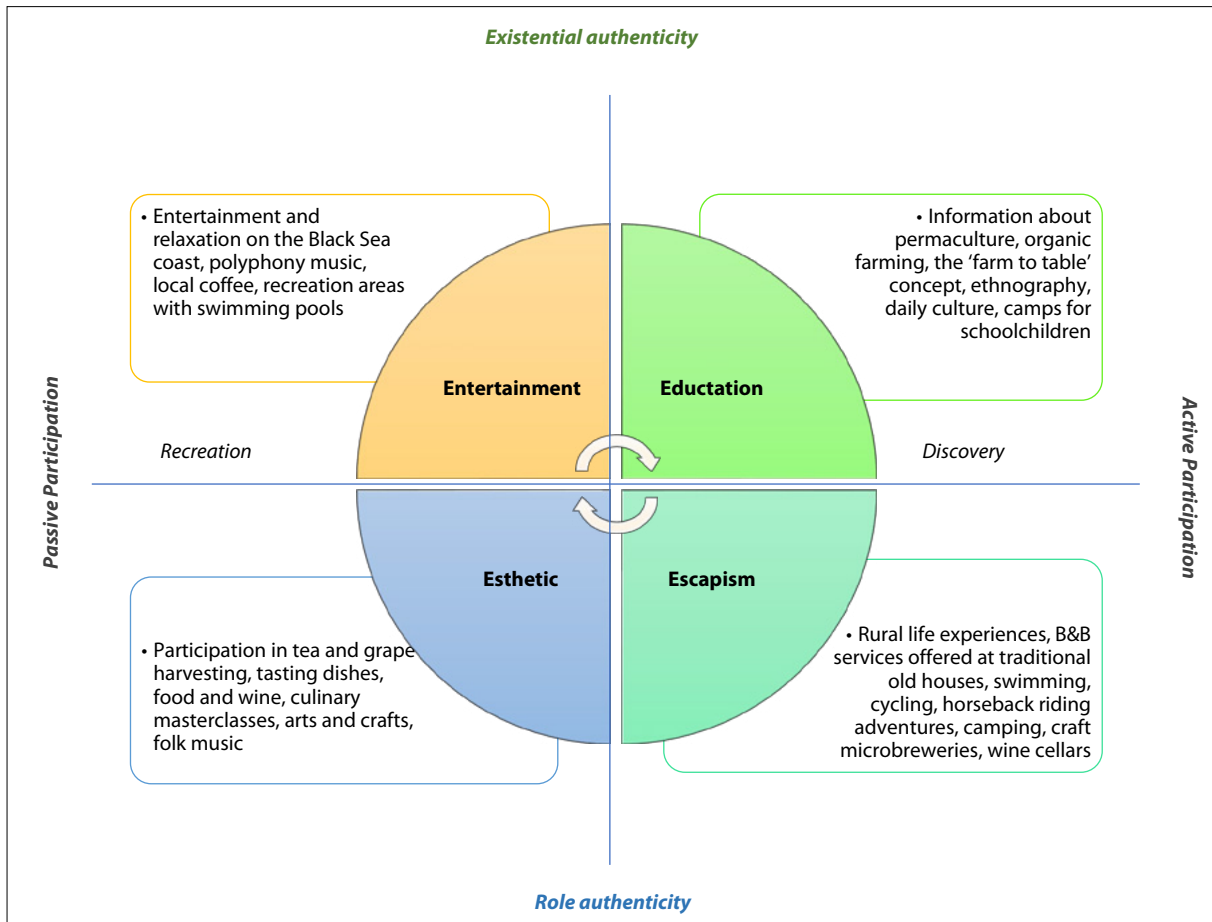 Existential authenticity
• Entertainment and
relaxation on the Black Sea
coast, polyphony music,
local coffee, recreation areas
with swimming pools
• Information about
permaculture, organic
farming, the ‘farm to table’
concept, ethnography,
daily culture, camps for
schoolchildren
Entertainment
Eductation
Passive Participation
Recreation
Discovery
Active Participation
Esthetic
Escapism
• Participation in tea and grape
harvesting, tasting dishes,
food and wine, culinary
masterclasses, arts and crafts,
folk music
• Rural life experiences, B&B
services offered at traditional
old houses, swimming,
cycling, horseback riding
adventures, camping, craft
microbreweries, wine cellars
Role authenticity